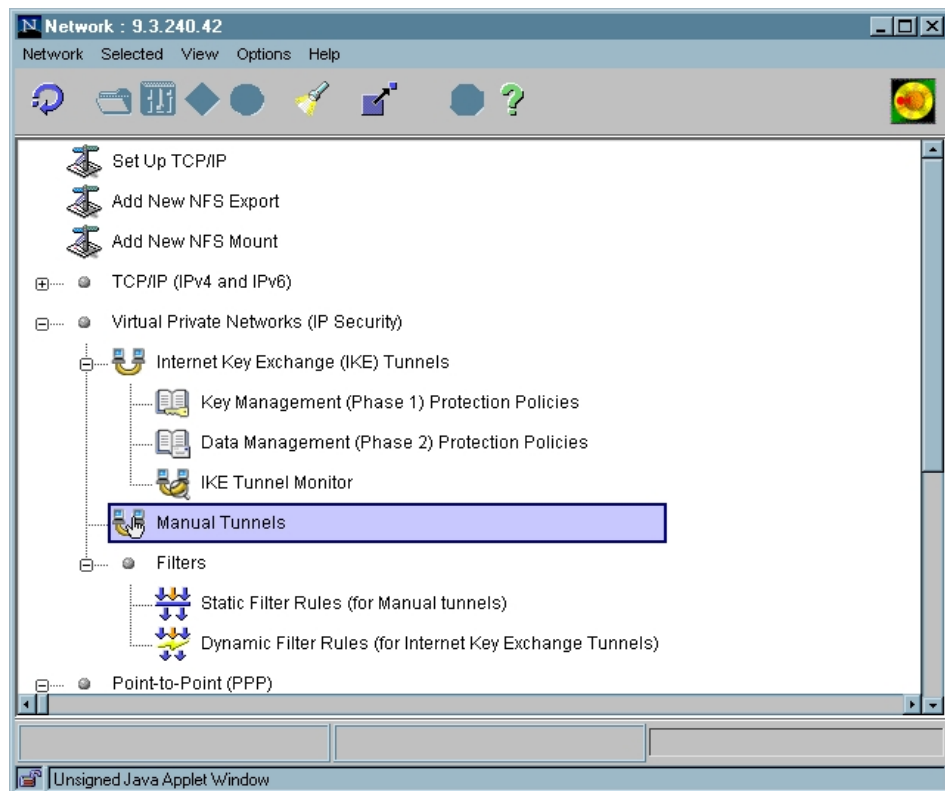 N Network : 9.3.240.42
Network Selected View Options Help
?
Set Up TCP/IP
Add New NFS Export
Add New NFS Mount
TCP/IP (IPv4 and IPv6)
Virtual Private Networks (IP Security)
Internet Key Exchange (IKE) Tunnels
Key Management (Phase 1) Protection Policies
Data Management (Phase 2) Protection Policies
IKE Tunnel Monitor
Manual Tunnels
Filters
Static Filter Rules (for Manual tunnels)
Dynamic Filter Rules (for Internet Key Exchange Tunnels)
Point-to-Point (PPP)
Unsigned Java Applet Window